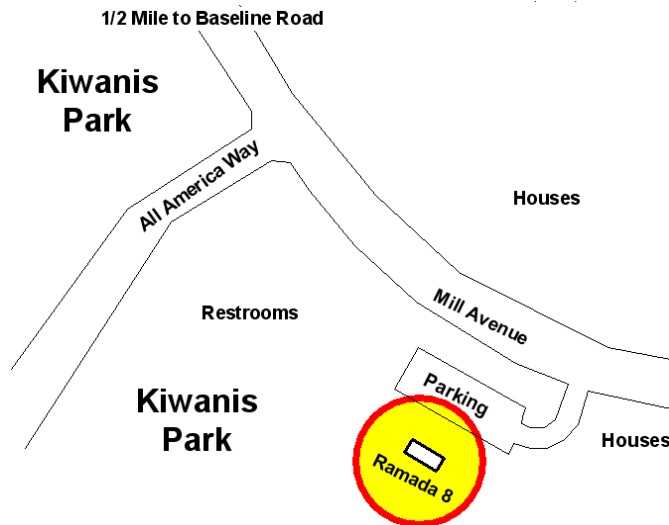 1/2 Mile to Baseline Road
Kiwanis
Park
All America Way
Houses
Restrooms
Mill Avenue
Parking
Kiwanis
Park
Houses
Ramada 8